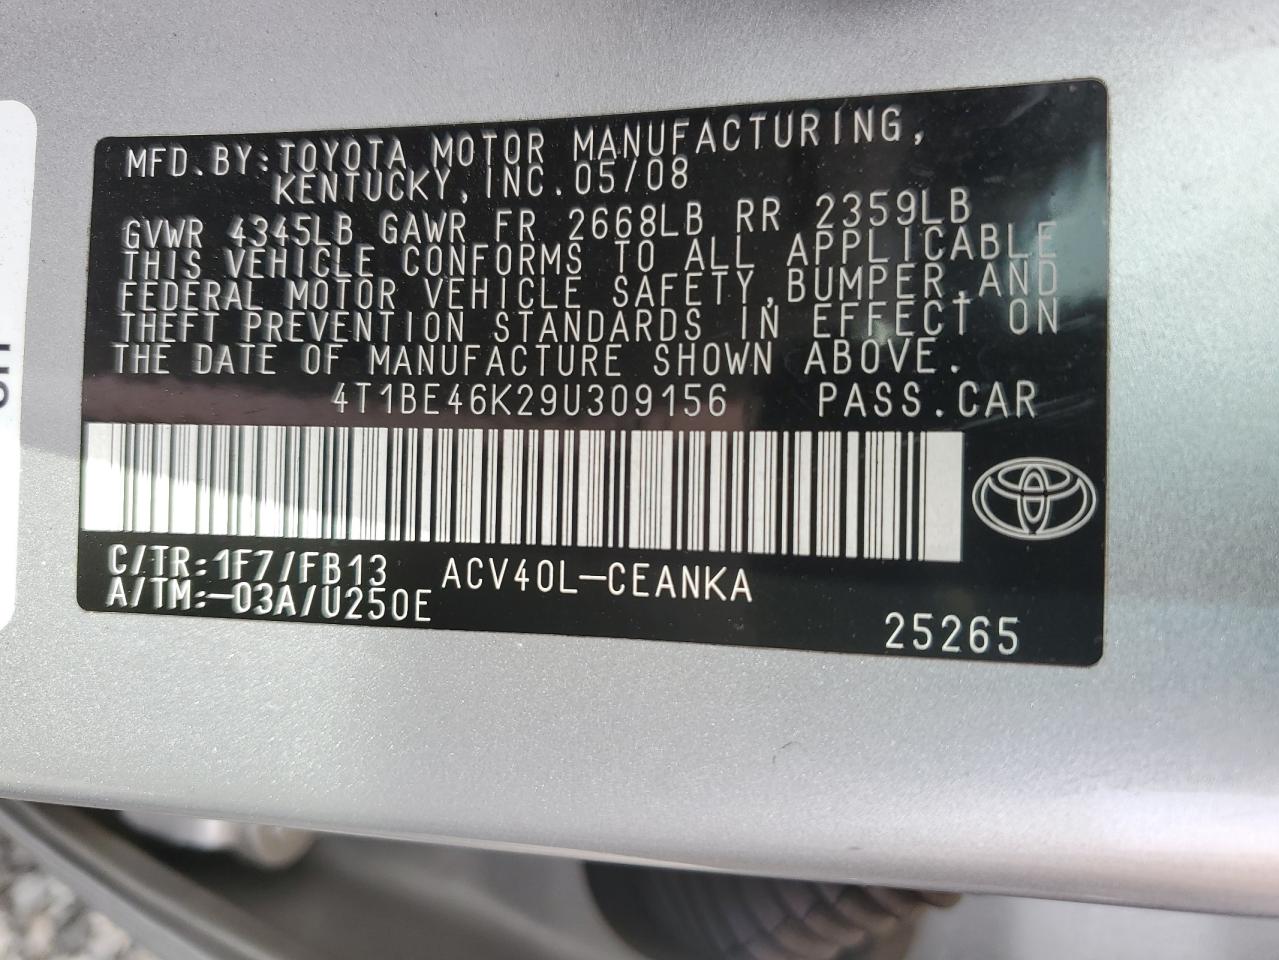 MFD.BY:TOYOTA MOTOR MANUFACTURING,
KENTUCKY,INC.05/08
GVWR 4345LB GAWR FR 2668LB RR 2359LB
THIS VEHICLE CONFORMS TO ALL APPLICABLE
FEDERAL MOTOR VEHICLE SAFETY,BUMPER,AND
THEFT PREVENTION STANDARDS IN EFFECT ON
THE DATE OF MANUFACTURE SHOWN ABOVE.
4T1BE46K29U309156 PASS.CAR
C/TR:1F7/FB13 ACV40L-CEANKA
A/TM:-03A/U250E
25265